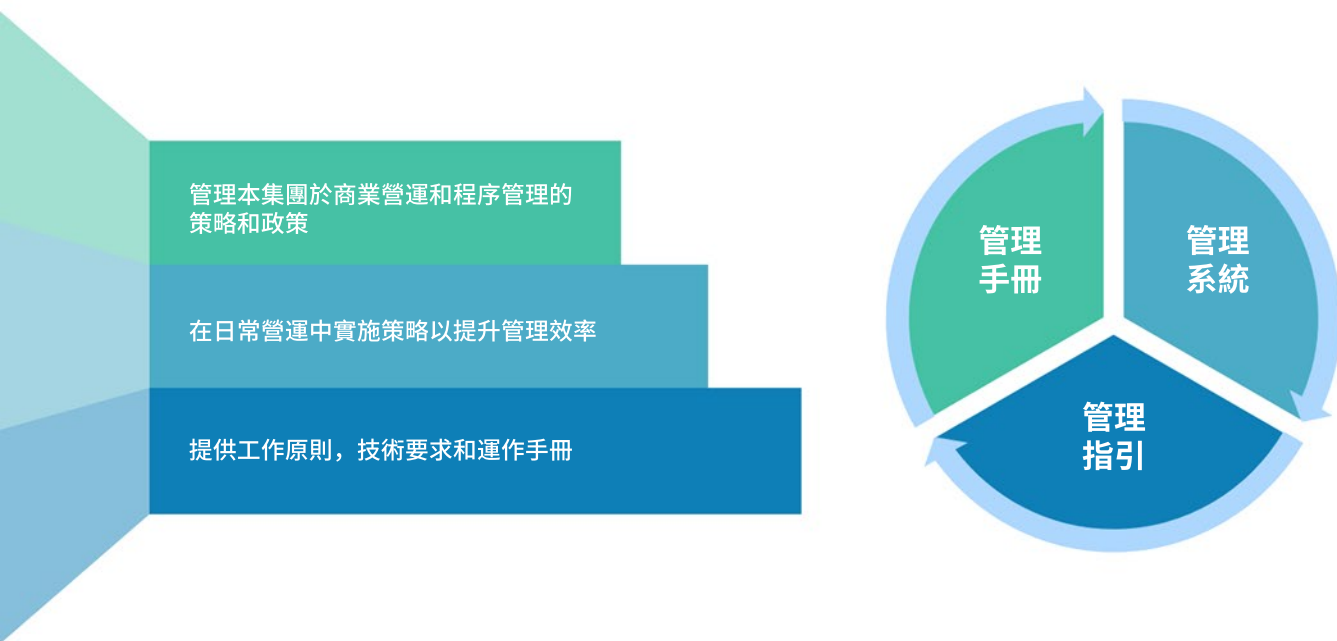 管理本集團於商業營運和程序管理的
策略和政策
在日常營運中實施策略以提升管理效率
提供工作原則，技術要求和運作手冊
管理
手冊
管理
系統
管理
指引